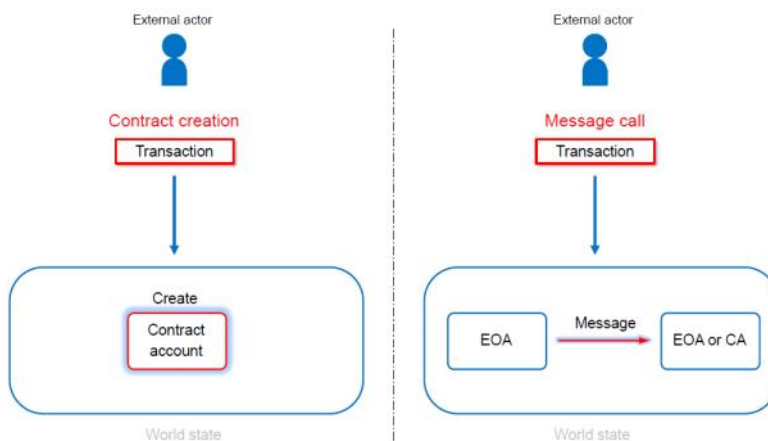 External actor
Contract creation
Transaction
Create
Contract
account
World state
External actor
Message call
Transaction
EOA
Message
EOA or CA
World state